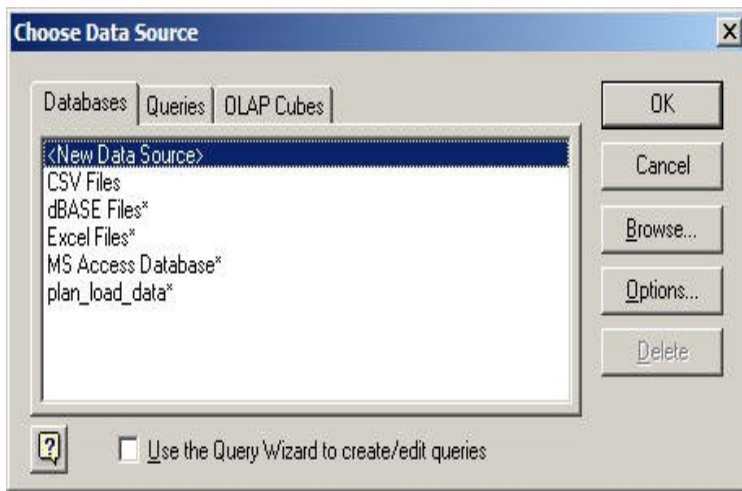 Choose Data Source
Databases
Queries
OLAP Cubes
<New Data Source>
CSV Files
dBASE Files*
Excel Files*
MS Access Database*
plan_load_data*
OK
Cancel
Browse...
Options...
Delete
Use the Query Wizard to create/edit queries